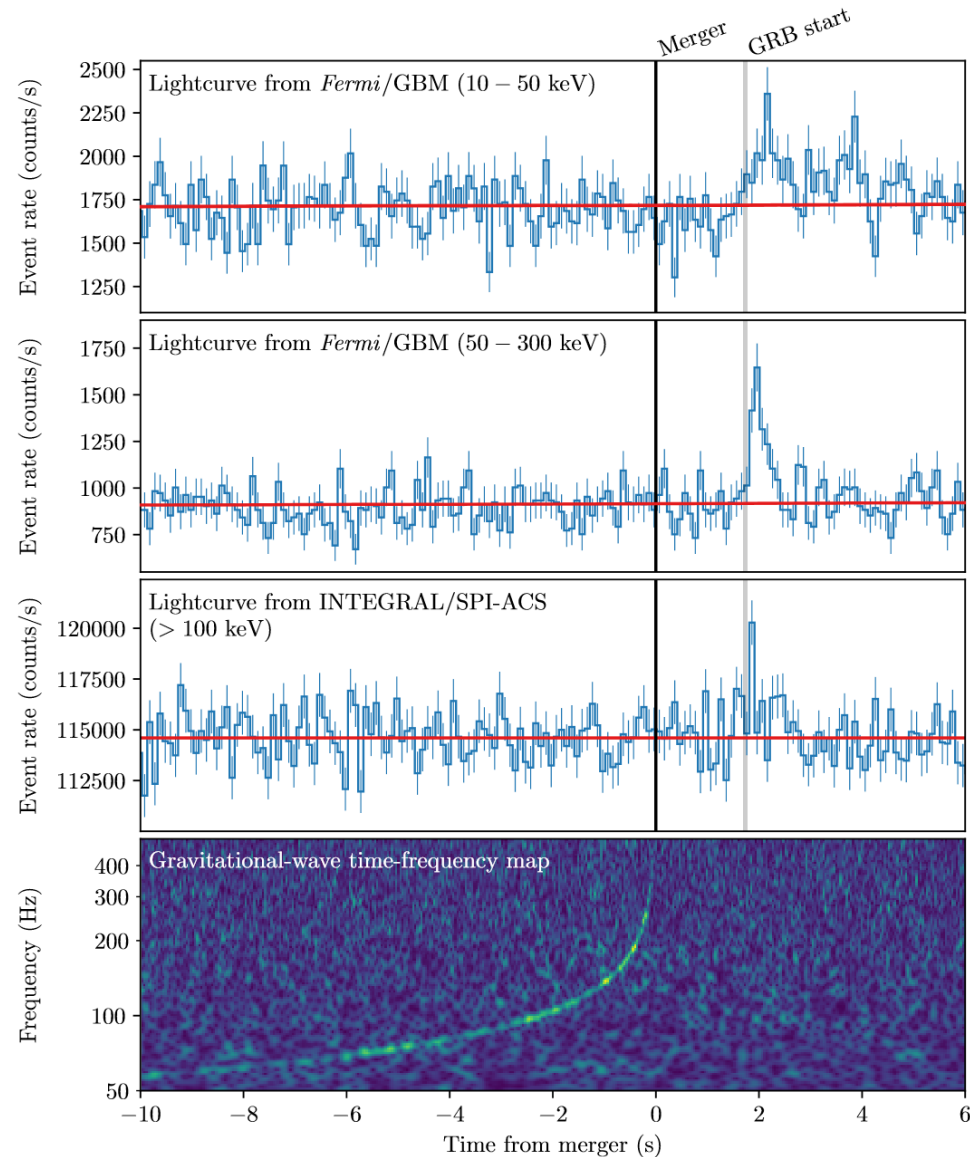 Merger
GRB start
Lightcurve from Fermi/GBM (10 − 50 keV)
Event rate (counts/s)
2500
2250
2000
1750
1500
1250
Lightcurve from Fermi/GBM (50 − 300 keV)
Event rate (counts/s)
1750
1500
1250
1000
750
Lightcurve from INTEGRAL/SPI-ACS
(> 100 keV)
Event rate (counts/s)
120000
117500
115000
112500
Gravitational-wave time-frequency map
Frequency (Hz)
400
300
200
100
50
−10 −8 −6 −4 −2 0 2 4 6
Time from merger (s)